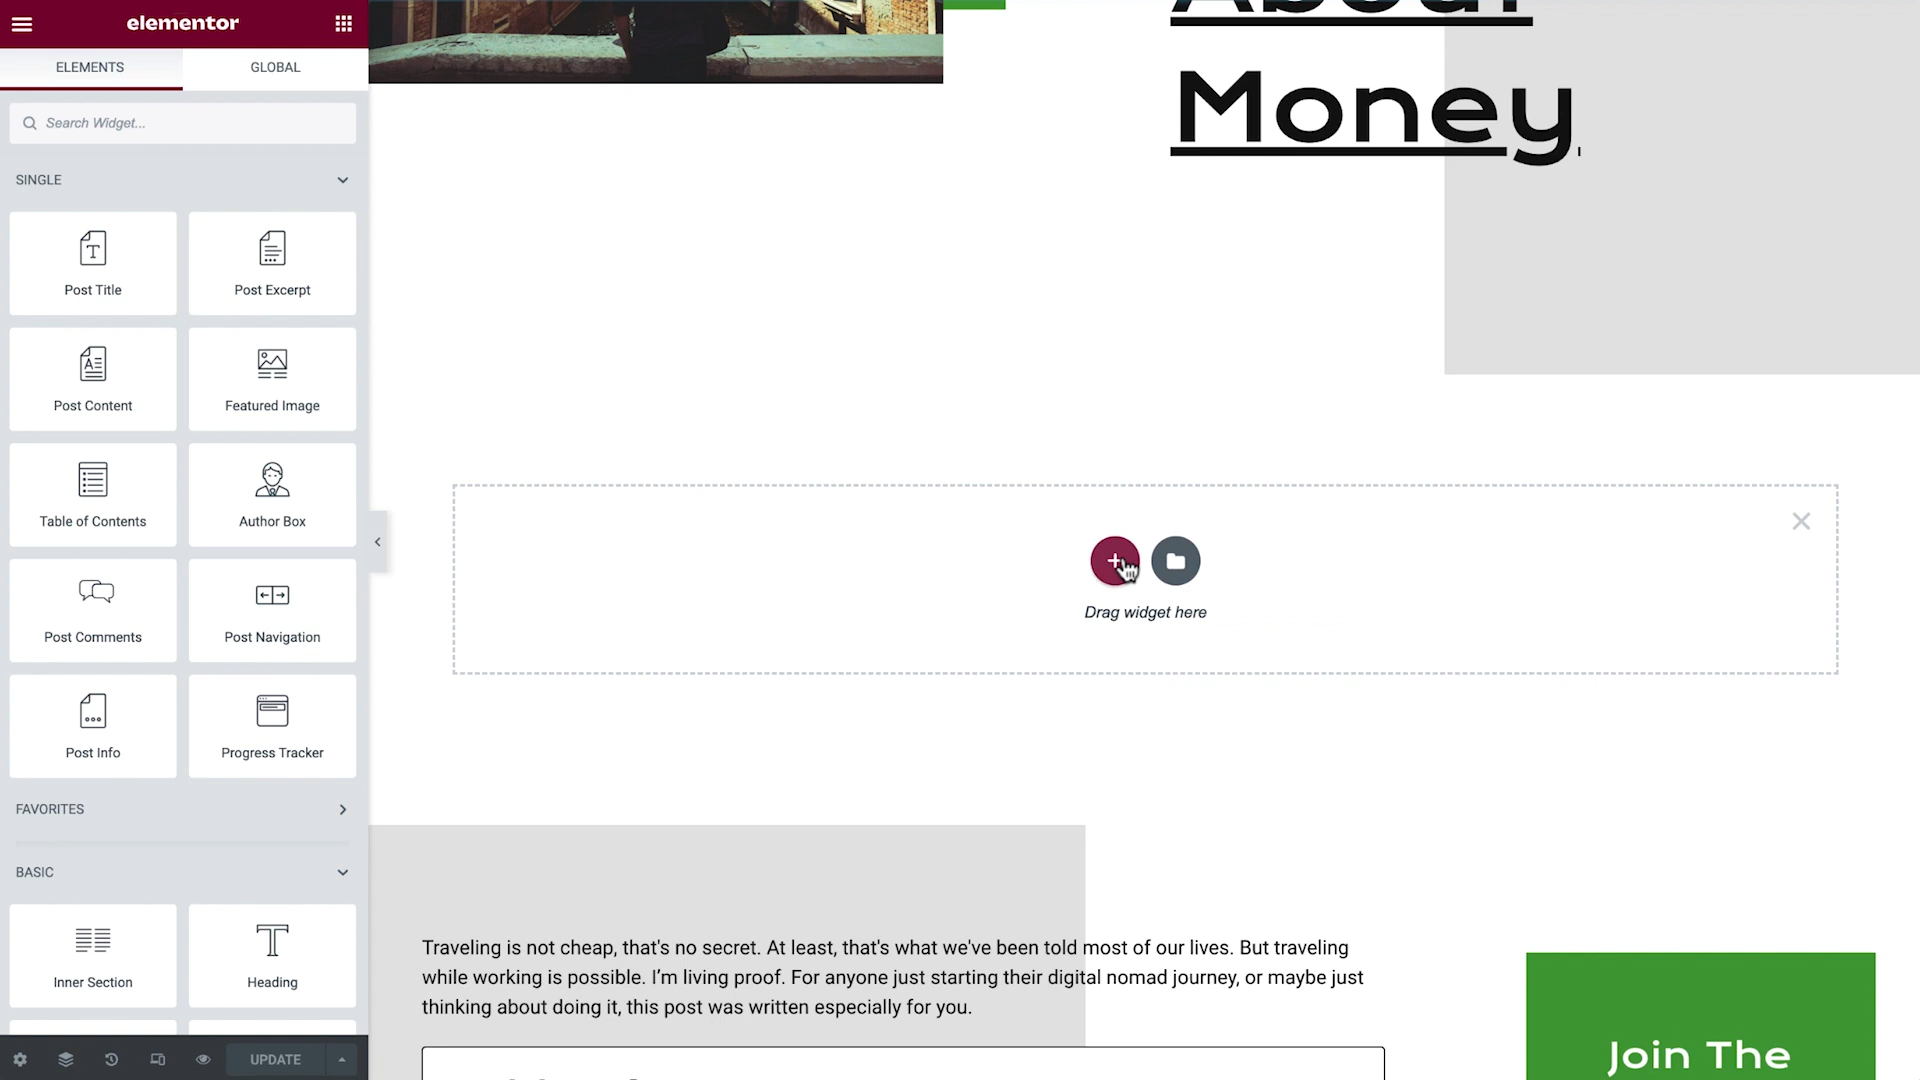 elementor
ELEMENTS
GLOBAL
Search Widget...
SINGLE
Post Title
Post Excerpt
Post Content
Featured Image
Table of Contents
Author Box
Post Comments
Post Navigation
Post Info
Progress Tracker
FAVORITES
BASIC
Inner Section
Heading
UPDATE
About
Money
Drag widget here
Traveling is not cheap, that's no secret. At least, that's what we've been told most of our lives. But traveling
while working is possible. I’m living proof. For anyone just starting their digital nomad journey, or maybe just
thinking about doing it, this post was written especially for you.
Join The